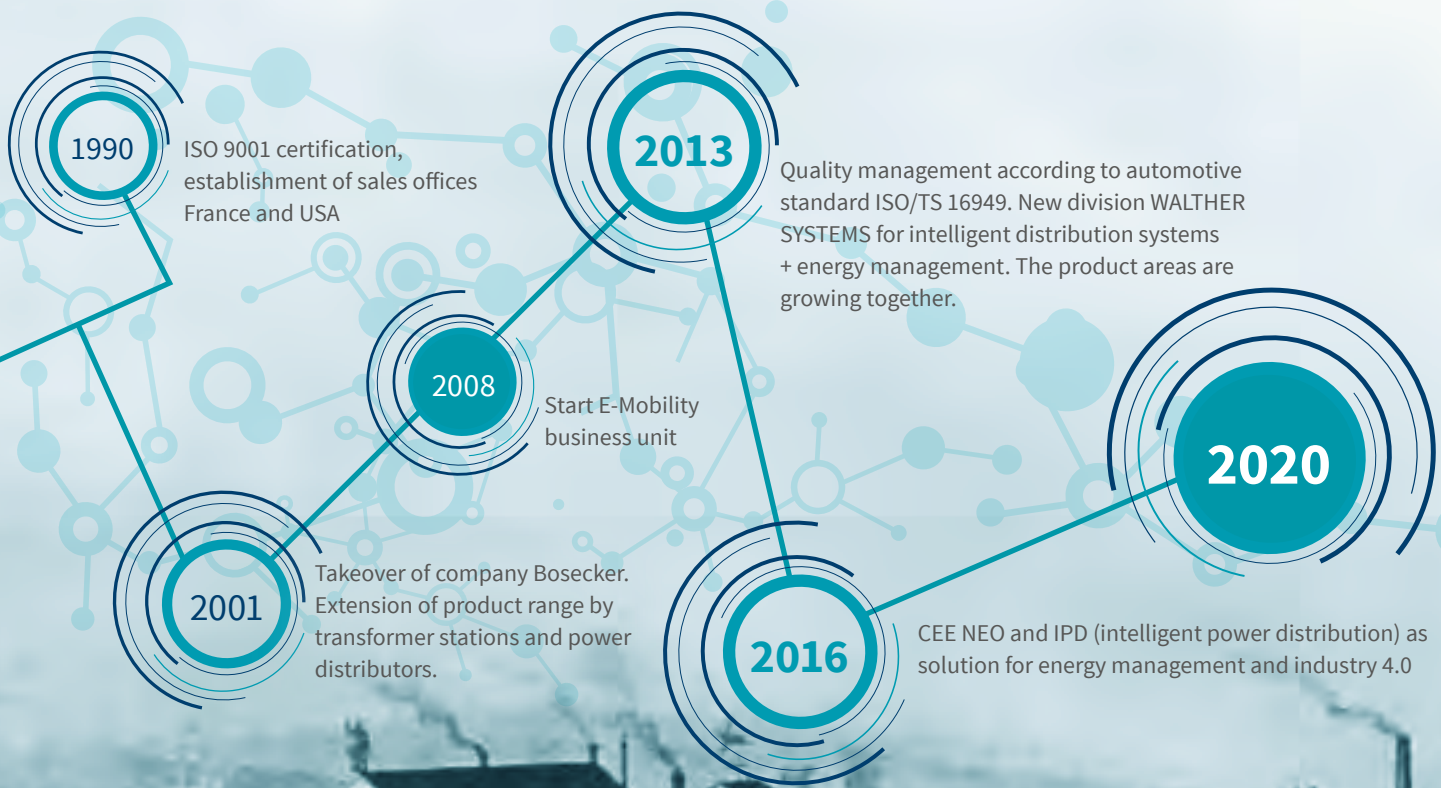 1990
ISO 9001 certification,
establishment of sales offices
France and USA
2001
Takeover of company Bosecker.
Extension of product range by
transformer stations and power
distributors.
2008
Start E-Mobility
business unit
2013
Quality management according to automotive
standard ISO/TS 16949. New division WALTHER
SYSTEMS for intelligent distribution systems
+ energy management. The product areas are
growing together.
2016
CEE NEO and IPD (intelligent power distribution) as
solution for energy management and industry 4.0
2020